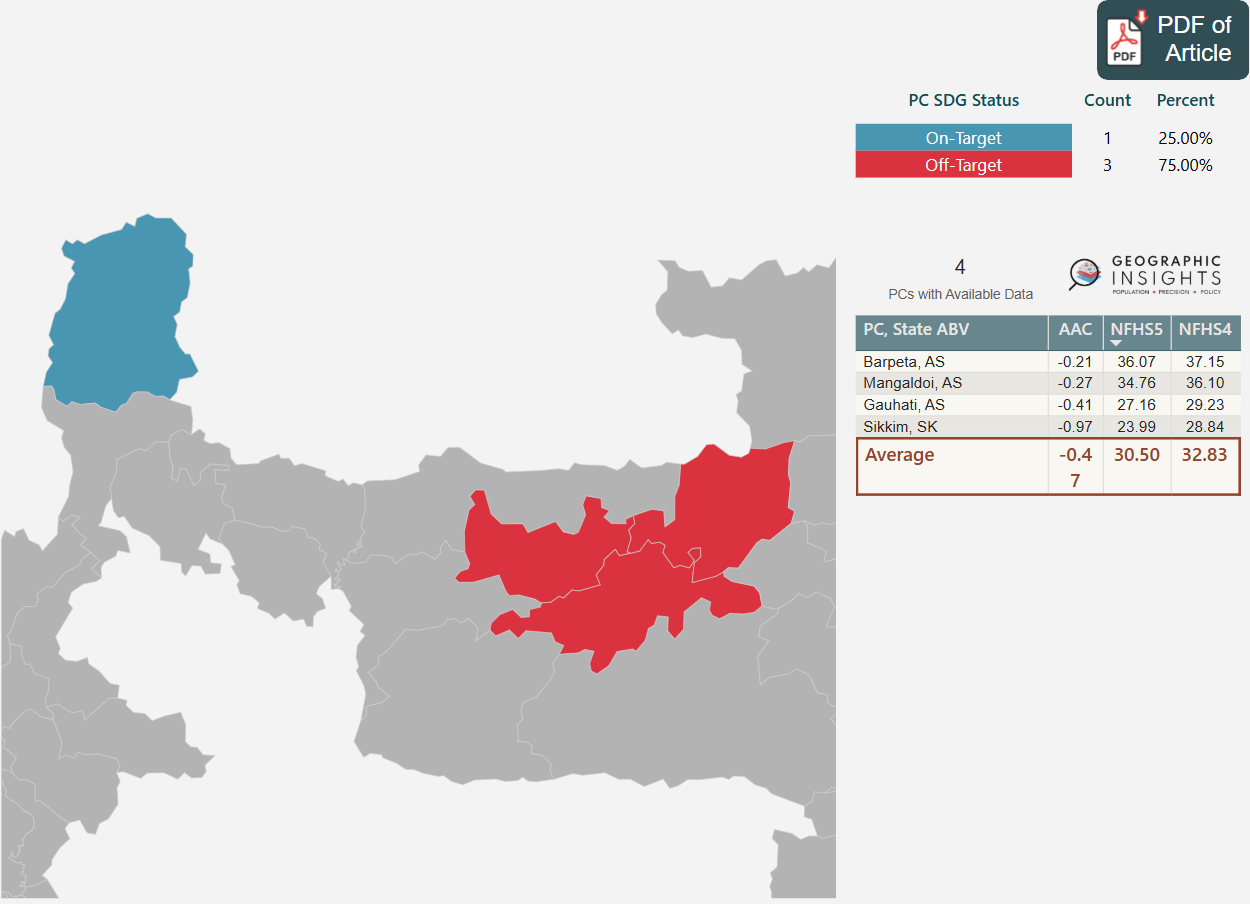 PDF of
Article
PDF
PC SDG Status Count Percent
On-Target 1 25.00%
Off-Target 3 75.00%
4
PCs with Available Data
GEOGRAPHIC
INSIGHTS
POPULATION • PRECISION • POLICY
PC, State ABV AAC NFHS5 NFHS4
Barpeta, AS -0.21 36.07 37.15
Mangaldoi, AS -0.27 34.76 36.10
Gauhati, AS -0.41 27.16 29.23
Sikkim, SK -0.97 23.99 28.84
Average -0.4 30.50 32.83
7